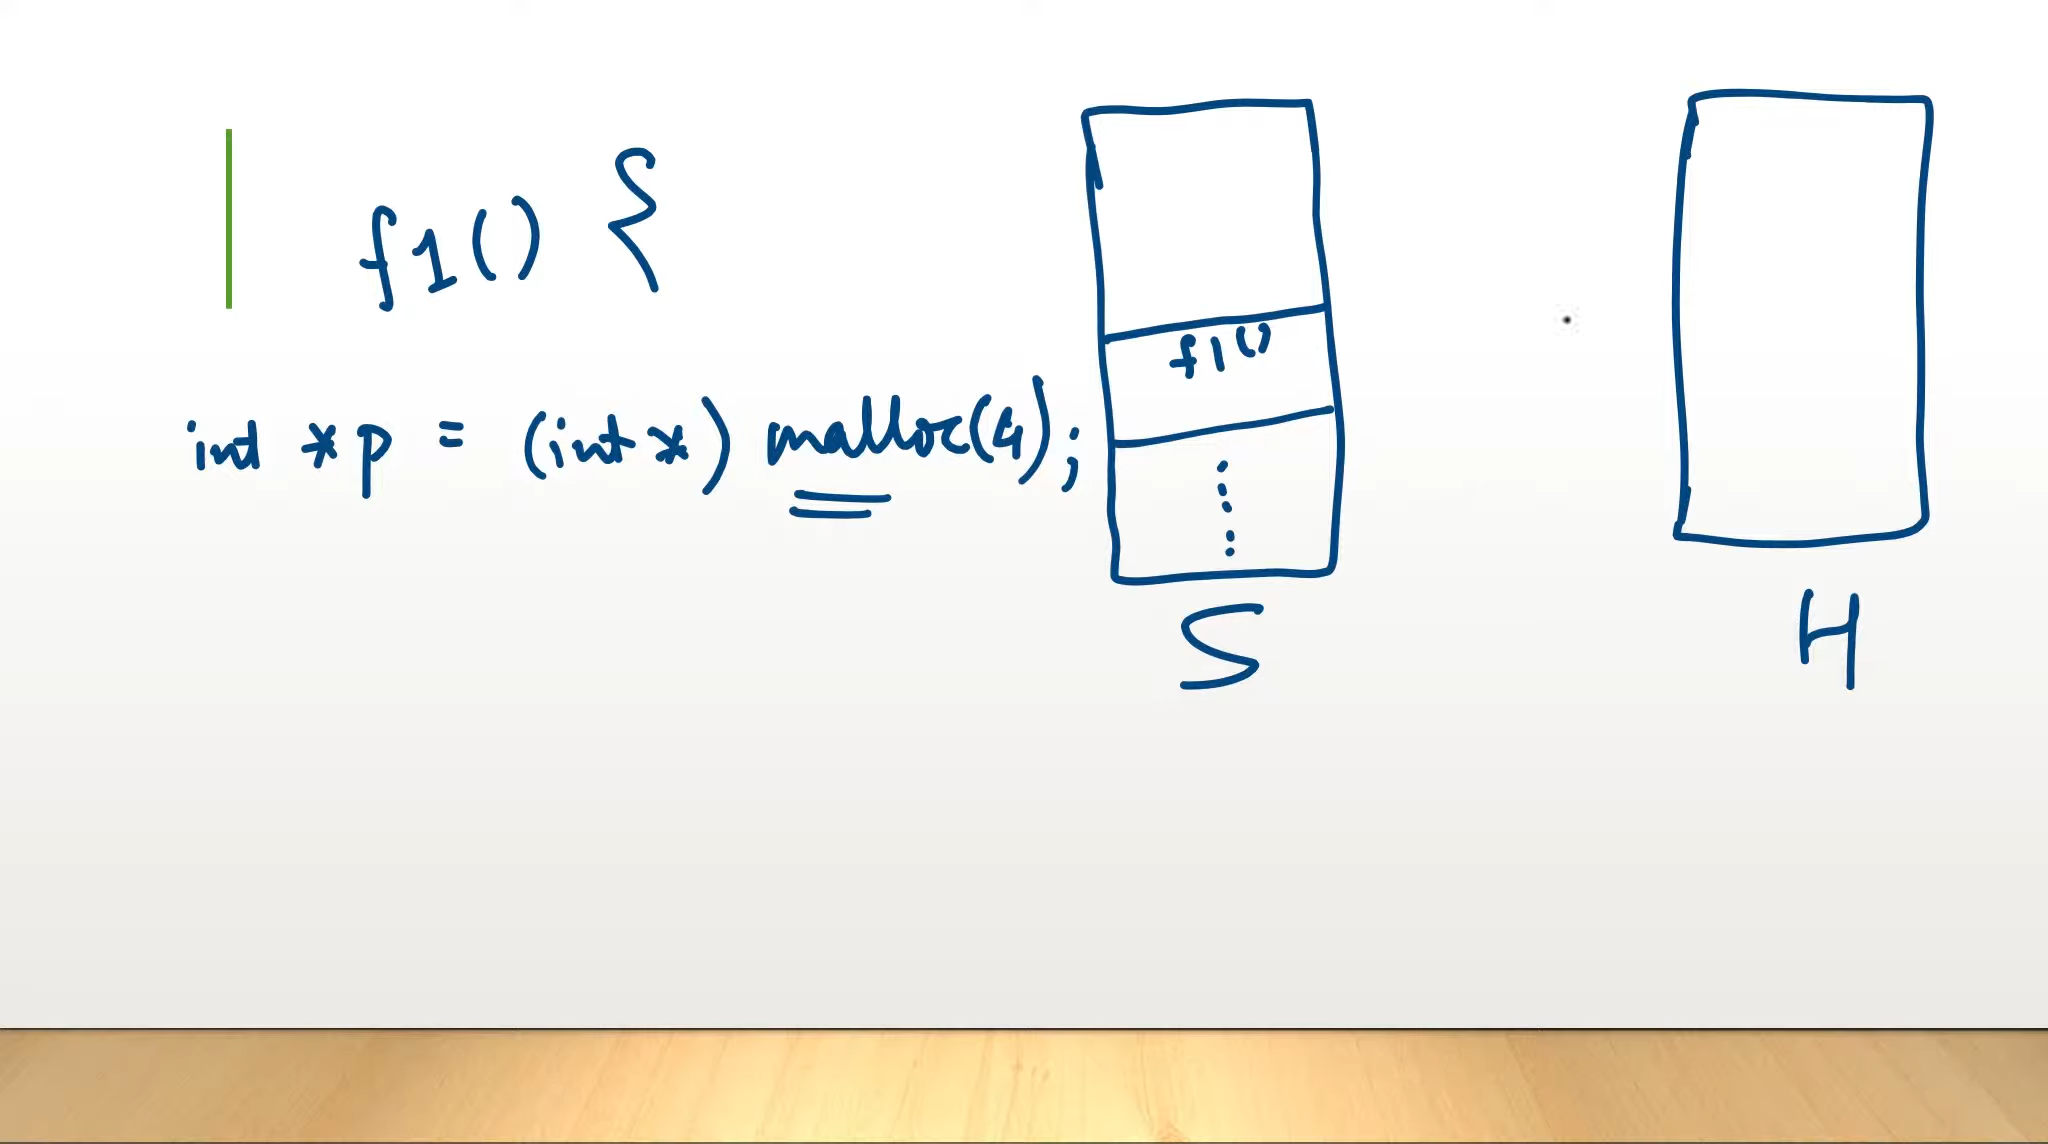 f1() {
int *p = (int*) malloc(4);
f1()
S
H